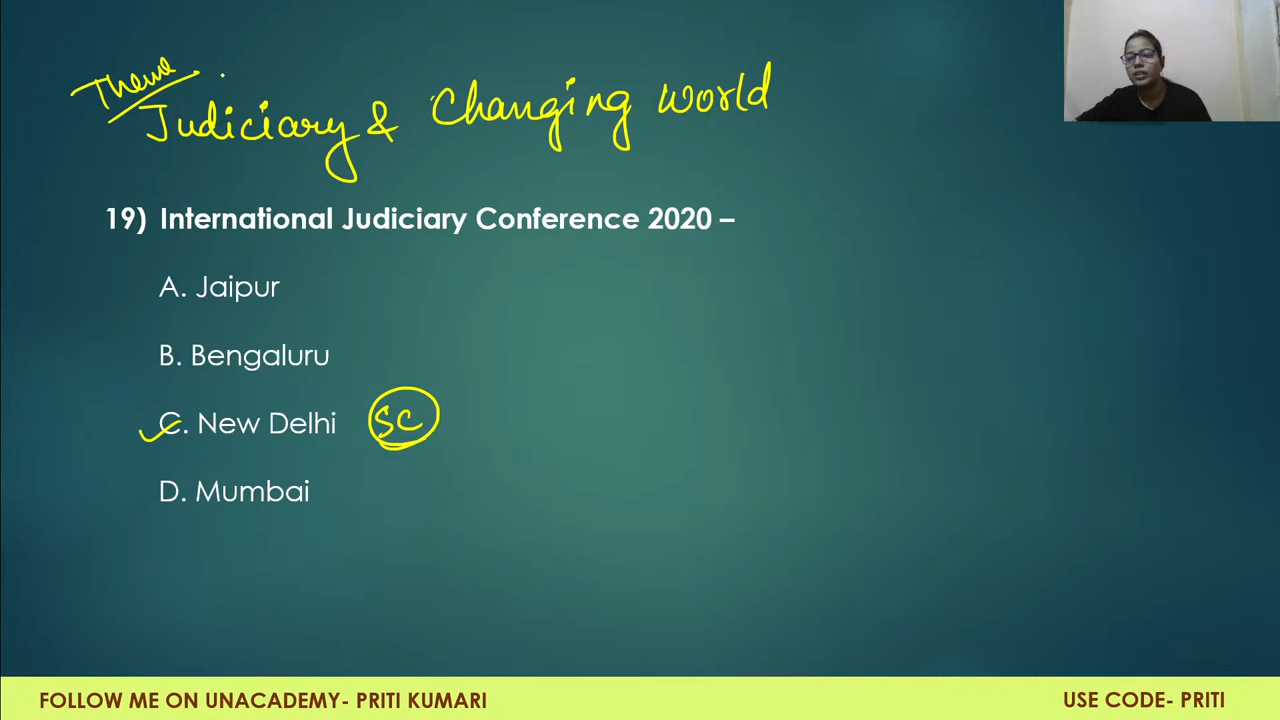 Theme
Judiciary & Changing world
19) International Judiciary Conference 2020 –
A. Jaipur
B. Bengaluru
C. New Delhi SC
D. Mumbai
FOLLOW ME ON UNACADEMY- PRITI KUMARI
USE CODE- PRITI